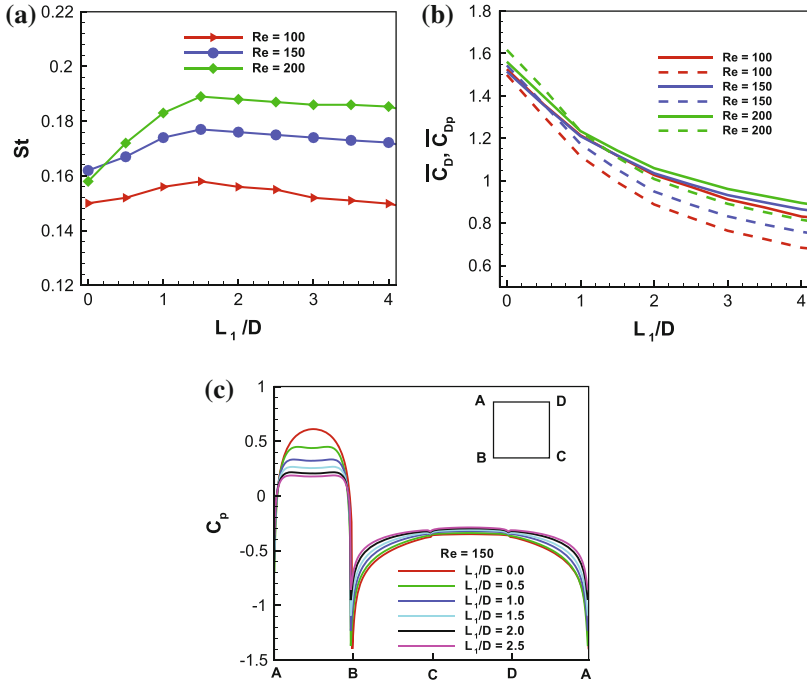 (a)
St
0.22
0.2
0.18
0.16
0.14
0.12
Re = 100
Re = 150
Re = 200
0 1 2 3 4
L₁/D
(b)
C̅_D, C̅_Dp
1.8
1.6
1.4
1.2
1
0.8
0.6
Re = 100
Re = 100
Re = 150
Re = 150
Re = 200
Re = 200
0 1 2 3 4
L₁/D
(c)
C_p
1
0.5
0
-0.5
-1
-1.5
A D
B C
Re = 150
L₁/D = 0.0
L₁/D = 0.5
L₁/D = 1.0
L₁/D = 1.5
L₁/D = 2.0
L₁/D = 2.5
A B C D A